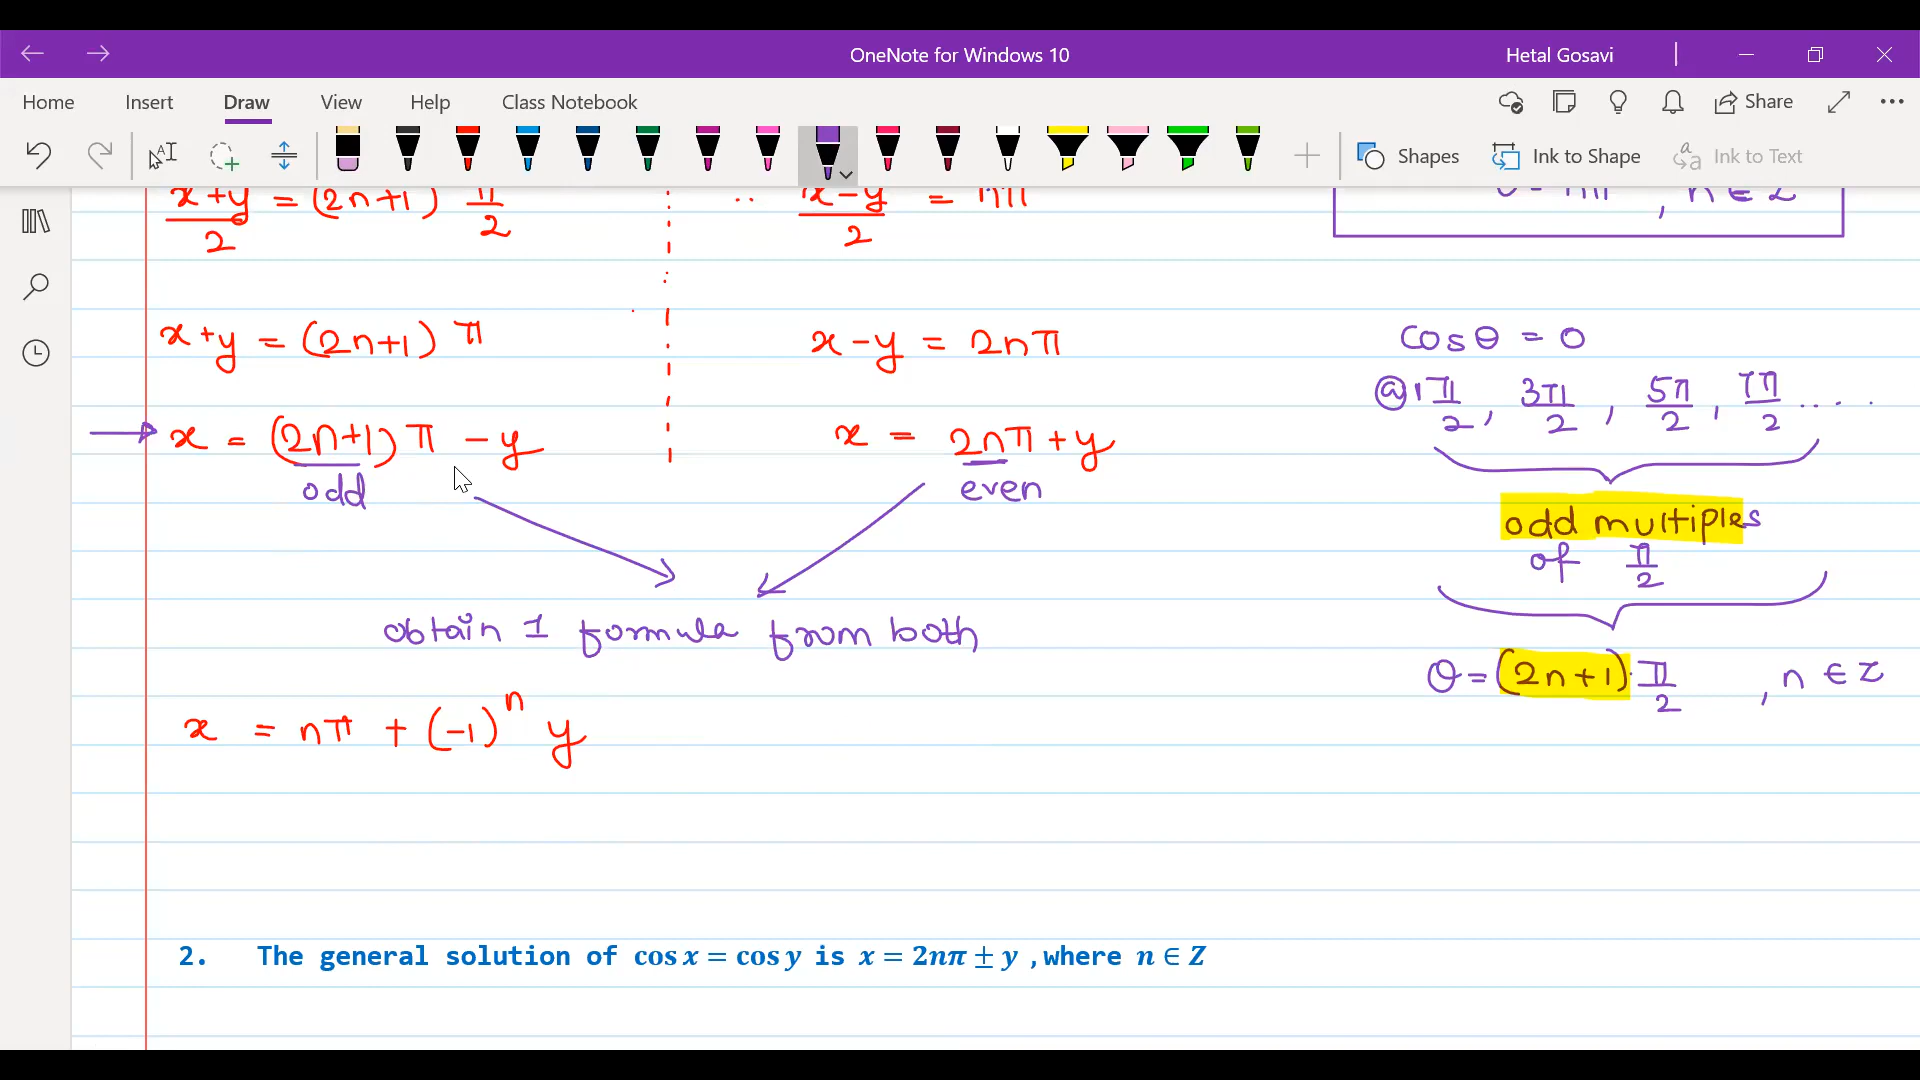 OneNote for Windows 10
Hetal Gosavi
Home Insert Draw View Help Class Notebook
Share
Shapes Ink to Shape Ink to Text
x+y/2 = (2n+1) π/2
∴ x-y/2 = nπ
θ = nπ , n ∈ Z
x+y = (2n+1) π
x-y = 2nπ
x = (2n+1) π - y
odd
x = 2nπ + y
even
obtain 1 formula from both
x = nπ + (-1)^n y
cosθ = 0
@ 1π/2, 3π/2, 5π/2, 7π/2 .....
odd multiples
of π/2
θ = (2n+1)·π/2 , n ∈ Z
2. The general solution of cos x = cos y is x = 2nπ ± y ,where n ∈ Z